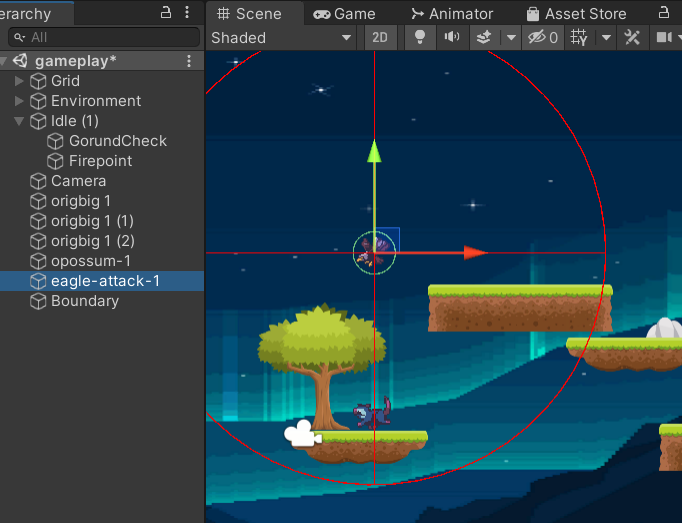 erarchy
Scene
Game
Animator
Asset Store
All
Shaded
2D
0
gameplay*
Grid
Environment
Idle (1)
GorundCheck
Firepoint
Camera
origbig 1
origbig 1 (1)
origbig 1 (2)
opossum-1
eagle-attack-1
Boundary